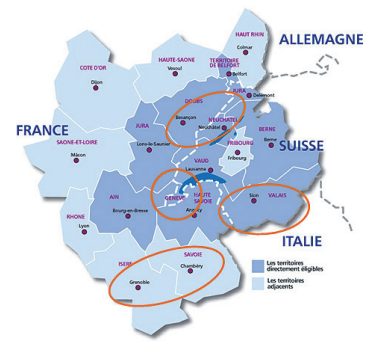 HAUT RHIN
Colmar
ALLEMAGNE
HAUTE-SAONE
Vesoul
TERRITOIRE
DE BELFORT
Belfort
COTE D'OR
Dijon
JURA
Delémont
DOUBS
Besançon
NEUCHATEL
Neuchâtel
FRANCE
JURA
Lons-le-Saunier
BERNE
Berne
SUISSE
FRIBOURG
Fribourg
SAONE-ET-LOIRE
Mâcon
VAUD
Lausanne
AIN
Bourg-en-Bresse
GENEVE
HAUTE
SAVOIE
Annecy
Sion
VALAIS
RHONE
Lyon
ITALIE
ISERE
Grenoble
SAVOIE
Chambéry
Les territoires
directement éligibles
Les territoires
adjacents